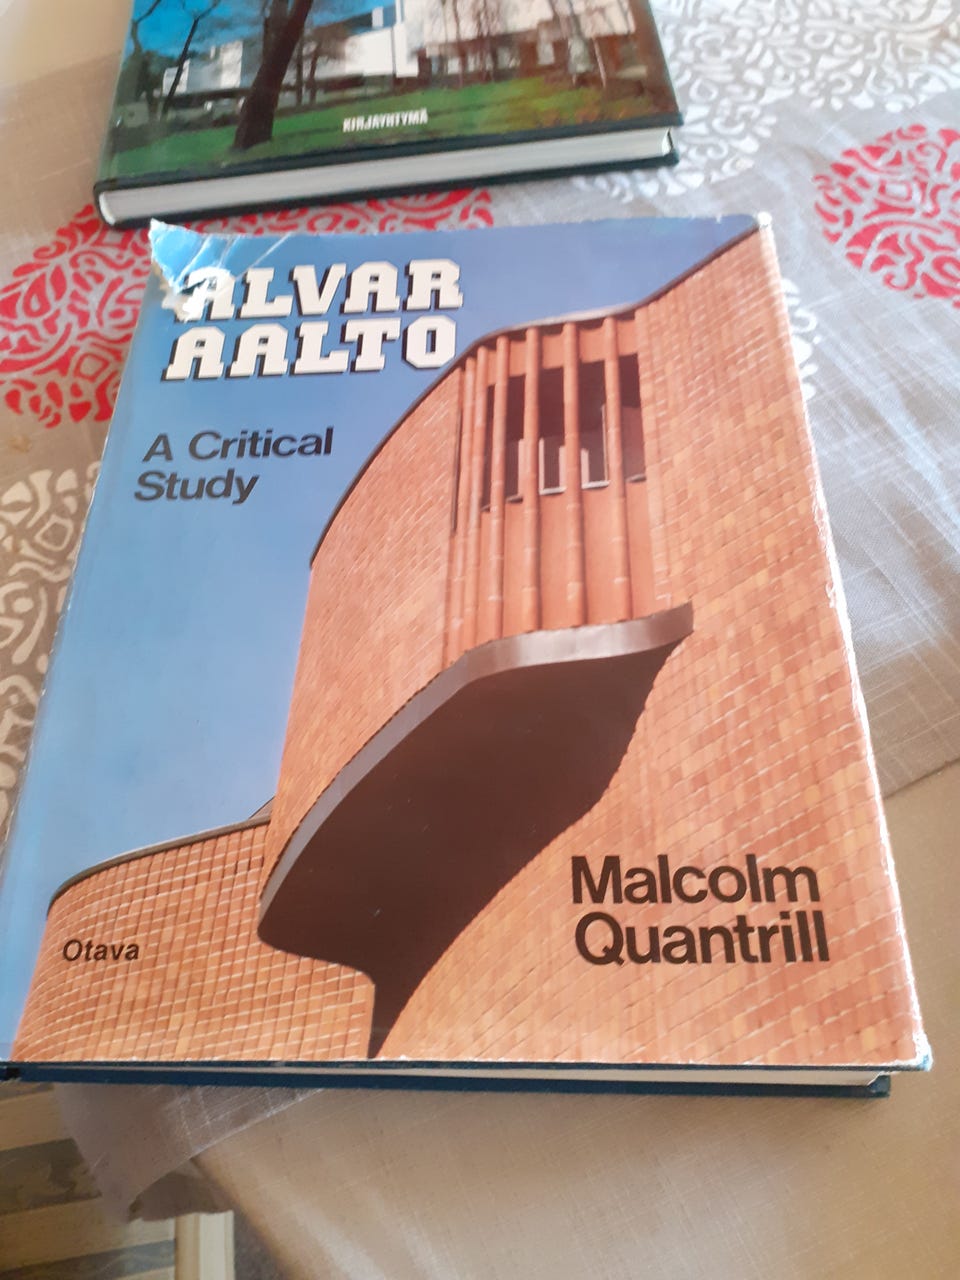 KIRJAYHTYMÄ
ALVAR
AALTO
A Critical
Study
Malcolm
Quantrill
Otava